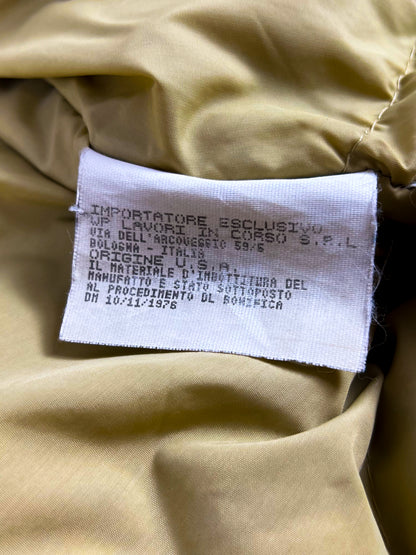 IMPORTATORE ESCLUSIVO
WP LAVORI IN CORSO S.P.L
VIA DELL'ARCOVEGGIO 59/5
BOLOGNA - ITALIA
ORIGINE U.S.A.
IL MATERIALE D'IMBOTTITURA DEL
MANUFATTO E STATO SOTTOPOSTO
AL PROCEDIMENTO DL BONIFICA
DM 10/11/1976